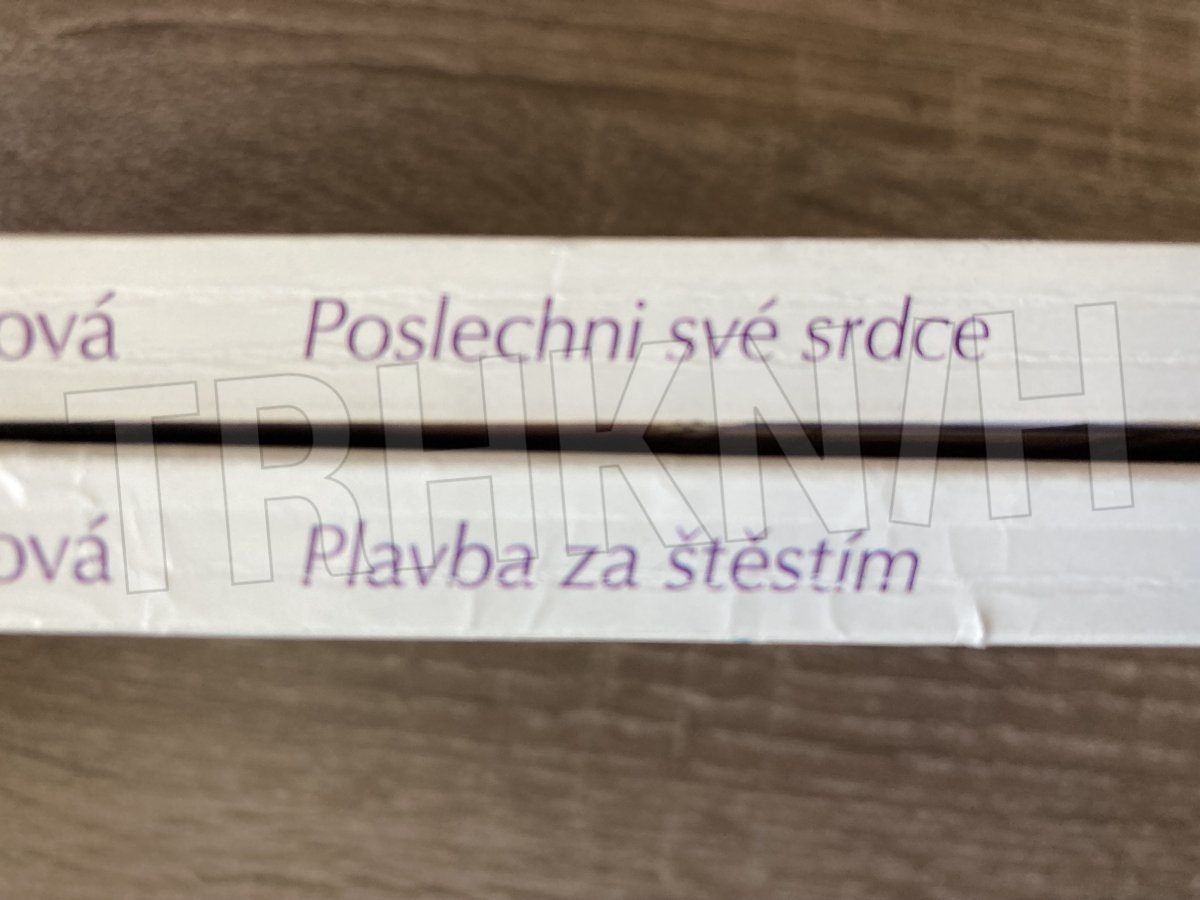 ová Poslechni své srdce
ová Plavba za štěstím
TRHKNIH